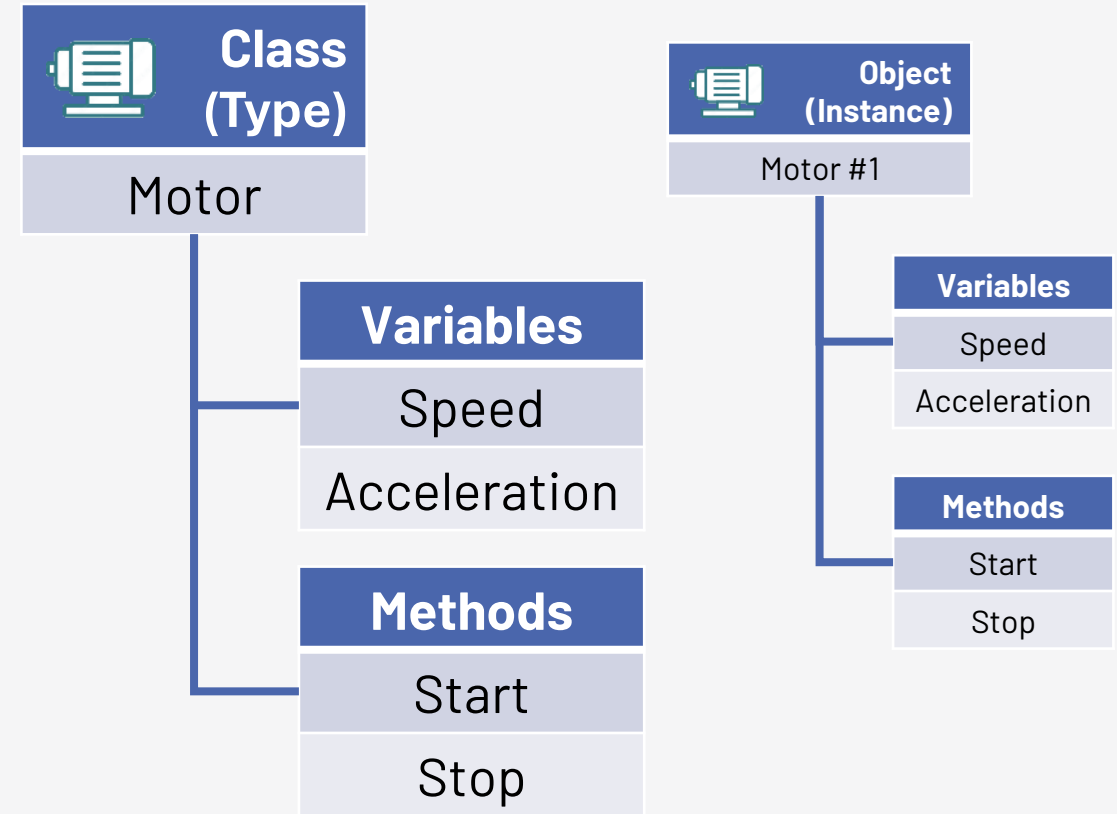 Class
(Type)
Motor
Variables
Speed
Acceleration
Methods
Start
Stop
Object
(Instance)
Motor #1
Variables
Speed
Acceleration
Methods
Start
Stop